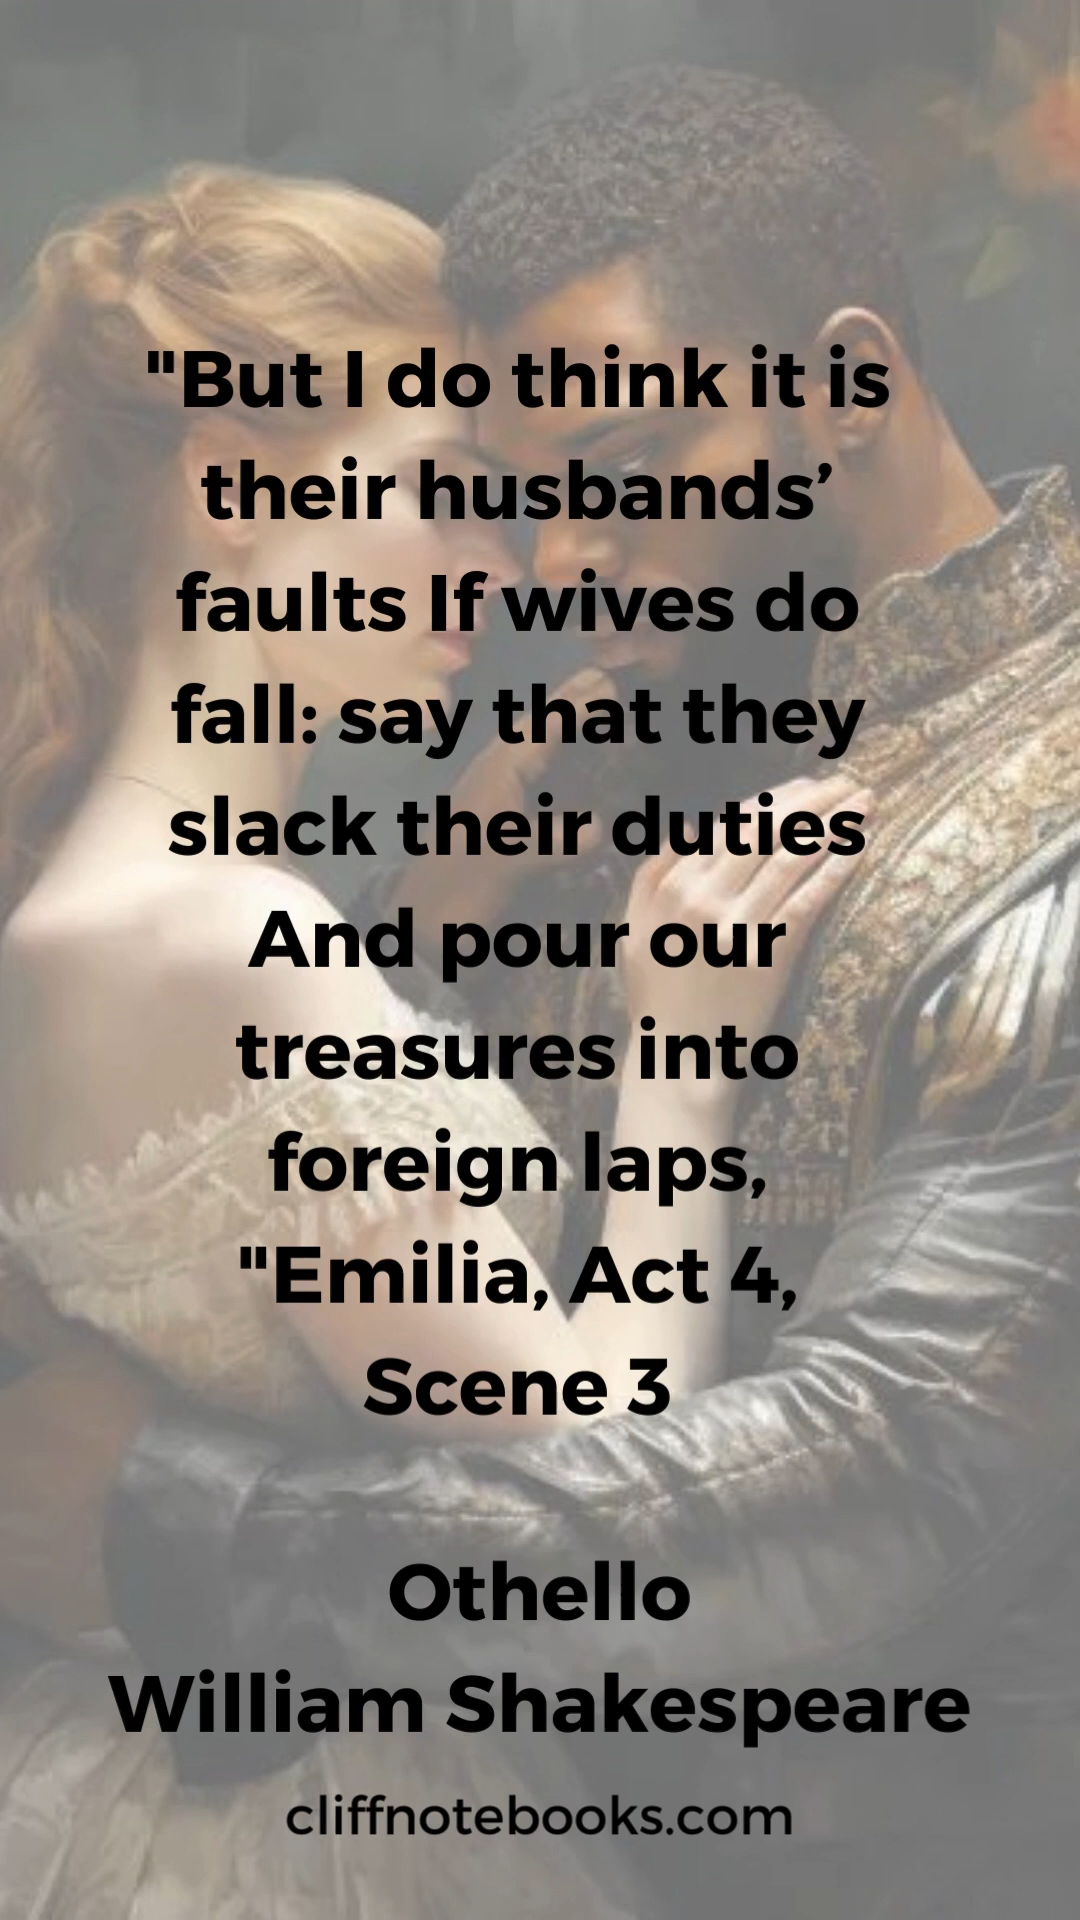 "But I do think it is
their husbands’
faults If wives do
fall: say that they
slack their duties
And pour our
treasures into
foreign laps,
"Emilia, Act 4,
Scene 3
Othello
William Shakespeare
cliffnotebooks.com